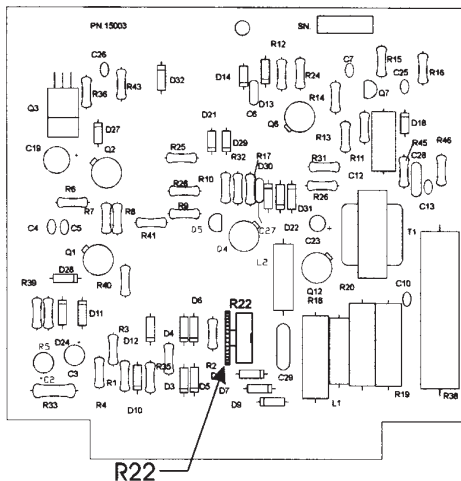 PN 15003
SN.
C26
R36
R43
D32
Q3
D27
C19
Q2
D14
R12
R24
C6
D13
Q6
C7
R15
R16
Q7
C25
R14
D18
R13
R11
R45
R46
D21
D29
R25
R32
R17
D30
R31
C12
C28
R6
R28
R10
R26
C13
R7
R8
R9
D31
C4
C5
R41
D5
C27
D22
D4
C23
T1
Q1
L2
D28
R40
Q12
R18
R20
C10
R39
D11
D6
R22
D24
R3
D12
D4
R5
C3
R35
R2
C2
R1
D3
D5
D7
C29
R33
R4
D10
D9
L1
R19
R38
R22